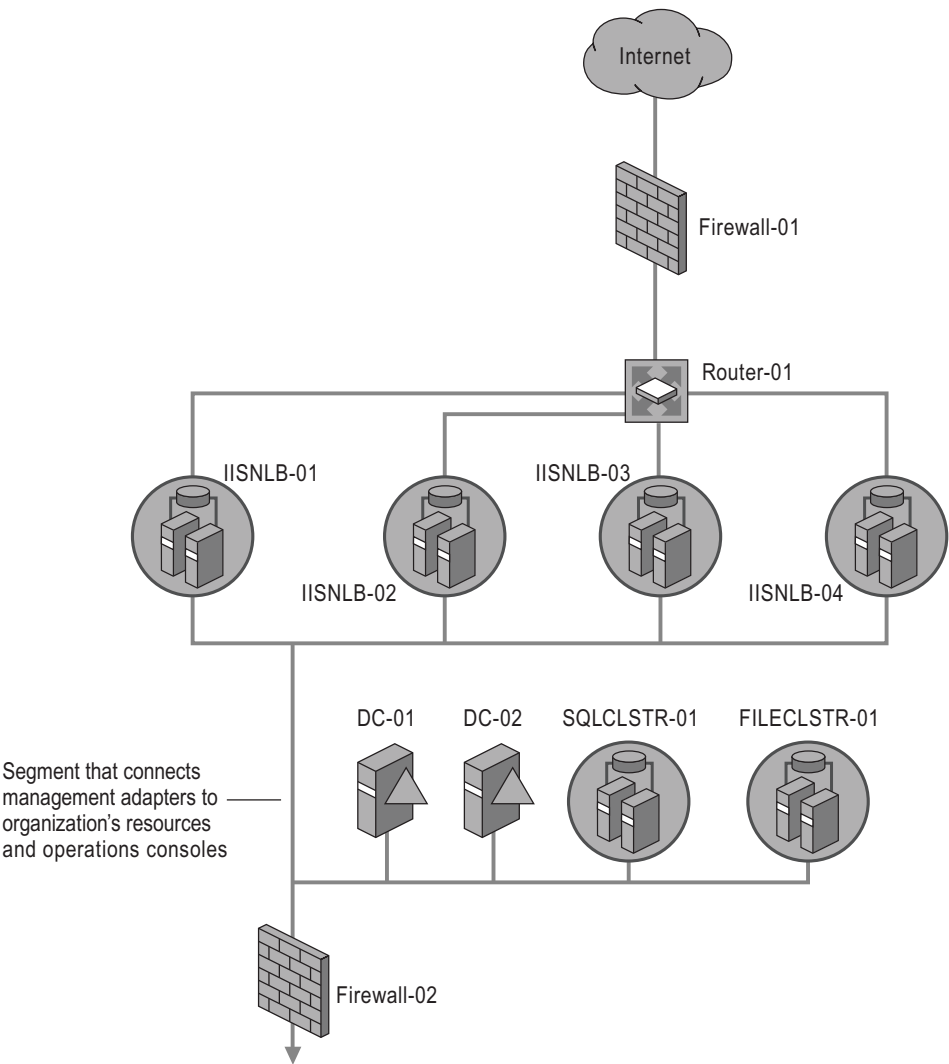 Internet
Firewall-01
Router-01
IISNLB-01
IISNLB-03
IISNLB-02
IISNLB-04
DC-01
DC-02
SQLCLSTR-01
FILECLSTR-01
Segment that connects
management adapters to
organization's resources
and operations consoles
Firewall-02